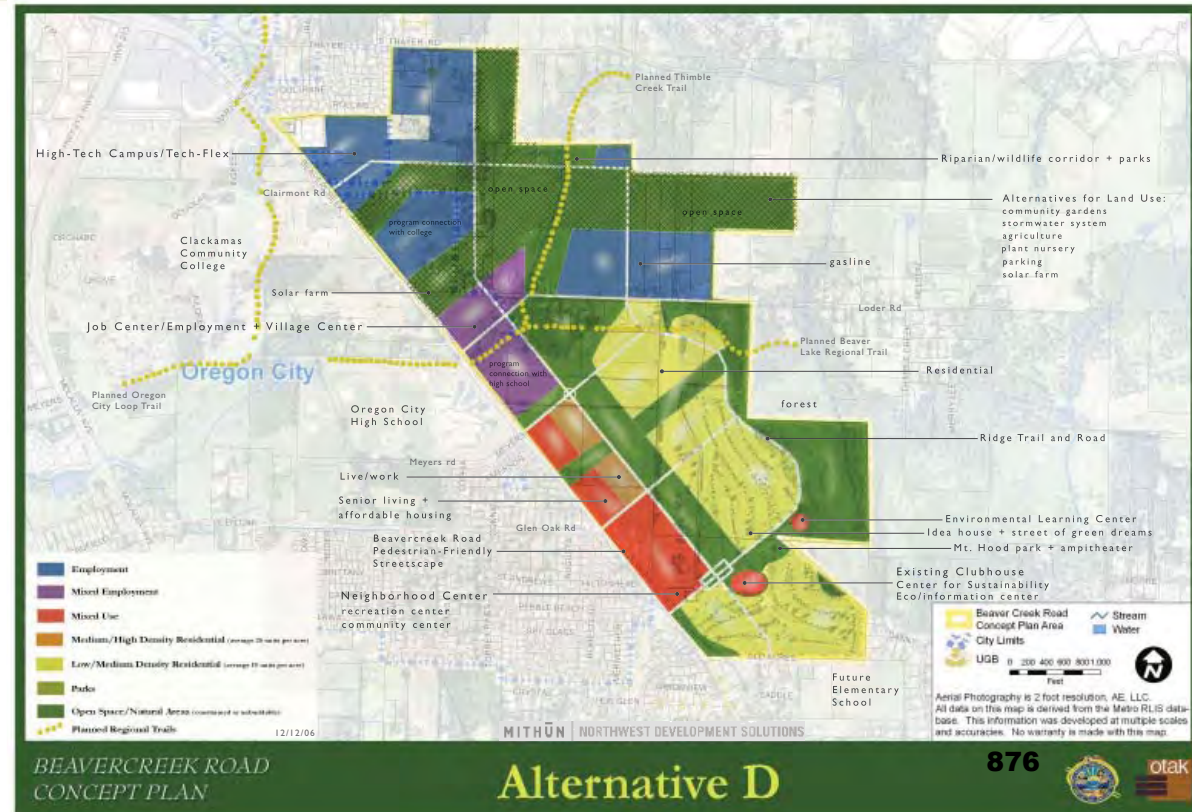 THAYER RD
Planned Thimble
Creek Trail
High-Tech Campus/Tech-Flex
Riparian/wildlife corridor + parks
Clairmont Rd
open space
open space
Alternatives for Land Use:
community gardens
stormwater system
agriculture
plant nursery
parking
solar farm
program connection
with college
Clackamas
Community
College
gasline
Solar farm
Loder Rd
Job Center/Employment + Village Center
Planned Beaver
Lake Regional Trail
program
connection with
high school
Residential
Oregon City
Planned Oregon
City Loop Trail
Oregon City
High School
forest
Ridge Trail and Road
Meyers rd
Live/work
Senior living +
affordable housing
Glen Oak Rd
Environmental Learning Center
Idea house + street of green dreams
Mt. Hood park + ampitheater
Beavercreek Road
Pedestrian-Friendly
Streetscape
Existing Clubhouse
Center for Sustainability
Eco/information center
Neighborhood Center
recreation center
community center
Future
Elementary
School
Employment
Mixed Employment
Mixed Use
Medium/High Density Residential
Low/Medium Density Residential
Parks
Open Space/Natural Areas
Planned Regional Trails
12/12/06
MITHŪN | NORTHWEST DEVELOPMENT SOLUTIONS
Beaver Creek Road
Concept Plan Area
City Limits
UGB
Stream
Water
0 200 400 600 800 1,000
Feet
N
Aerial Photography is 2 foot resolution, AE, LLC.
All data on this map is derived from the Metro RLIS data-
base. This information was developed at multiple scales
and accuracies. No warranty is made with this map.
BEAVERCREEK ROAD
CONCEPT PLAN
Alternative D
876
otak